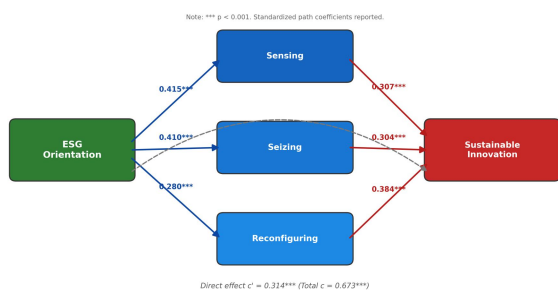 Note: *** p < 0.001. Standardized path coefficients reported.
Sensing
0.415***
0.307***
ESG
Orientation
0.410***
Seizing
0.304***
Sustainable
Innovation
0.280***
0.384***
Reconfiguring
Direct effect c' = 0.314*** (Total c = 0.673***)